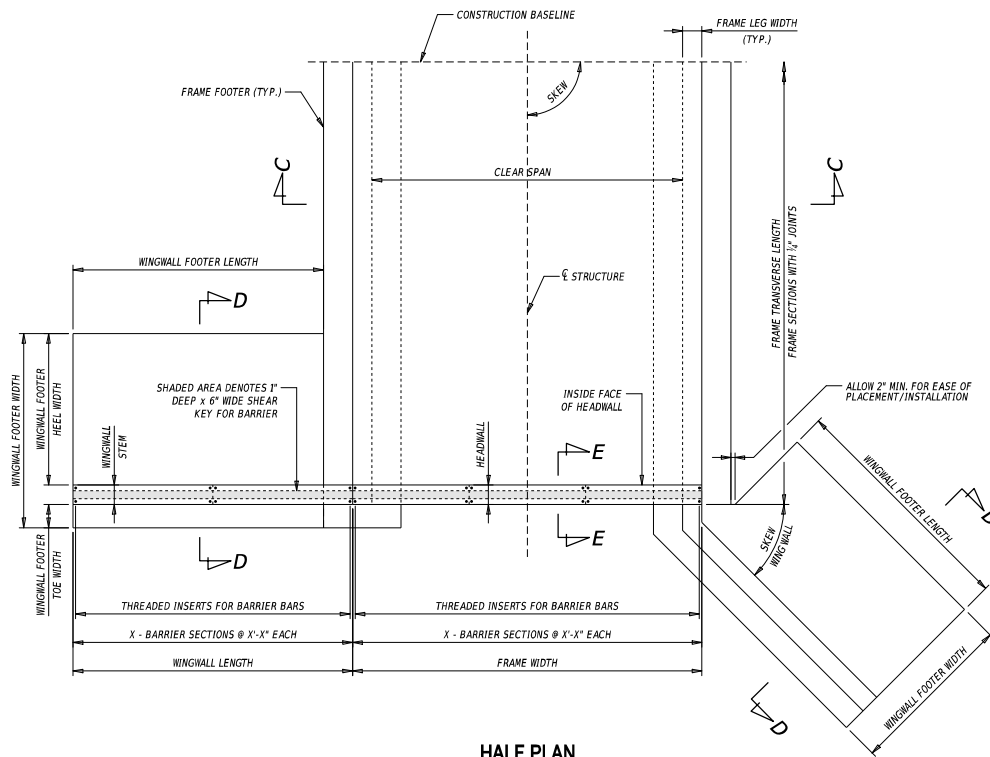 CONSTRUCTION BASELINE
FRAME LEG WIDTH
(TYP.)
FRAME FOOTER (TYP.)
SKEW
C
C
CLEAR SPAN
WINGWALL FOOTER LENGTH
D
℄ STRUCTURE
FRAME TRANSVERSE LENGTH
FRAME SECTIONS WITH ¼" JOINTS
WINGWALL FOOTER WIDTH
WINGWALL FOOTER
HEEL WIDTH
SHADED AREA DENOTES 1"
DEEP x 6" WIDE SHEAR
KEY FOR BARRIER
INSIDE FACE
OF HEADWALL
ALLOW 2" MIN. FOR EASE OF
PLACEMENT/INSTALLATION
WINGWALL
STEM
HEADWALL
E
WINGWALL FOOTER LENGTH
D
SKEW
WING WALL
E
D
WINGWALL FOOTER
TOE WIDTH
THREADED INSERTS FOR BARRIER BARS
THREADED INSERTS FOR BARRIER BARS
X - BARRIER SECTIONS @ X'-X" EACH
X - BARRIER SECTIONS @ X'-X" EACH
WINGWALL LENGTH
FRAME WIDTH
WINGWALL FOOTER WIDTH
D
HALF PLAN